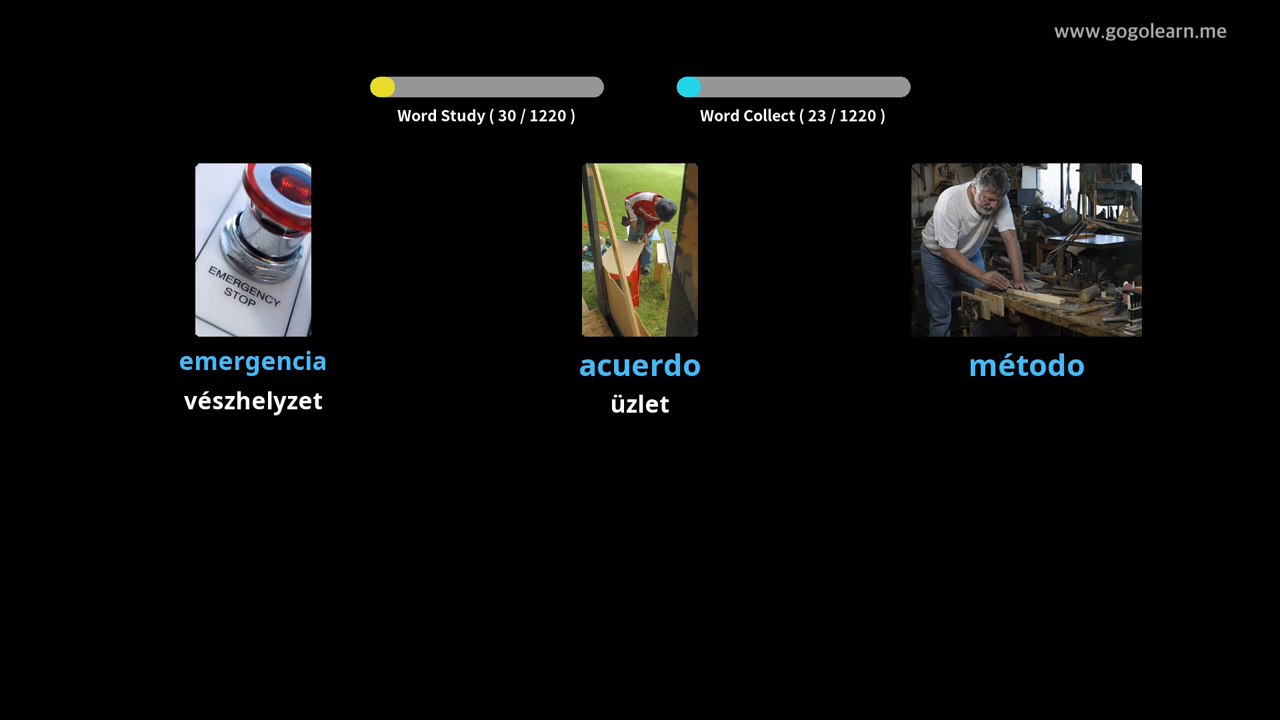 www.gogolearn.me
Word Study ( 30 / 1220 )
Word Collect ( 23 / 1220 )
EMERGENCY
STOP
emergencia
acuerdo
método
vészhelyzet
üzlet